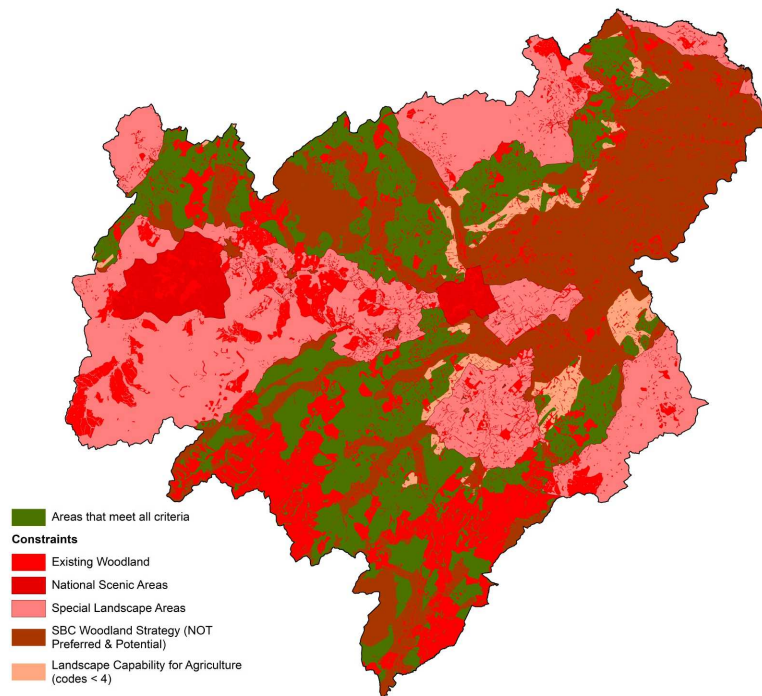 Areas that meet all criteria
Constraints
Existing Woodland
National Scenic Areas
Special Landscape Areas
SBC Woodland Strategy (NOT
Preferred & Potential)
Landscape Capability for Agriculture
(codes < 4)